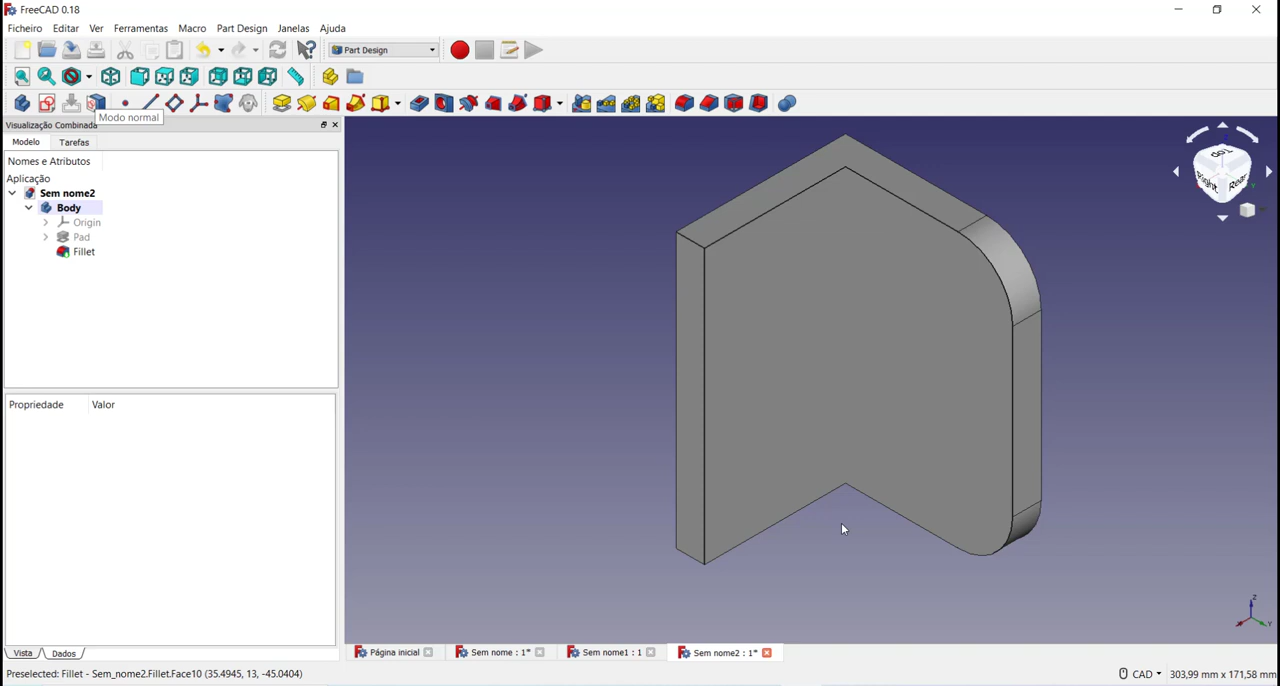 FreeCAD 0.18
Ficheiro Editar Ver Ferramentas Macro Part Design Janelas Ajuda
Part Design
Modo normal
Visualização Combinada
Modelo Tarefas
Nomes e Atributos
Aplicação
Sem nome2
Body
Origin
Pad
Fillet
Top
Right Rear
Propriedade Valor
Z
Y
Vista Dados
Página inicial Sem nome : 1* Sem nome1 : 1 Sem nome2 : 1*
Preselected: Fillet - Sem_nome2.Fillet.Face10 (35.4945, 13, -45.0404) CAD 303,99 mm x 171,58 mm